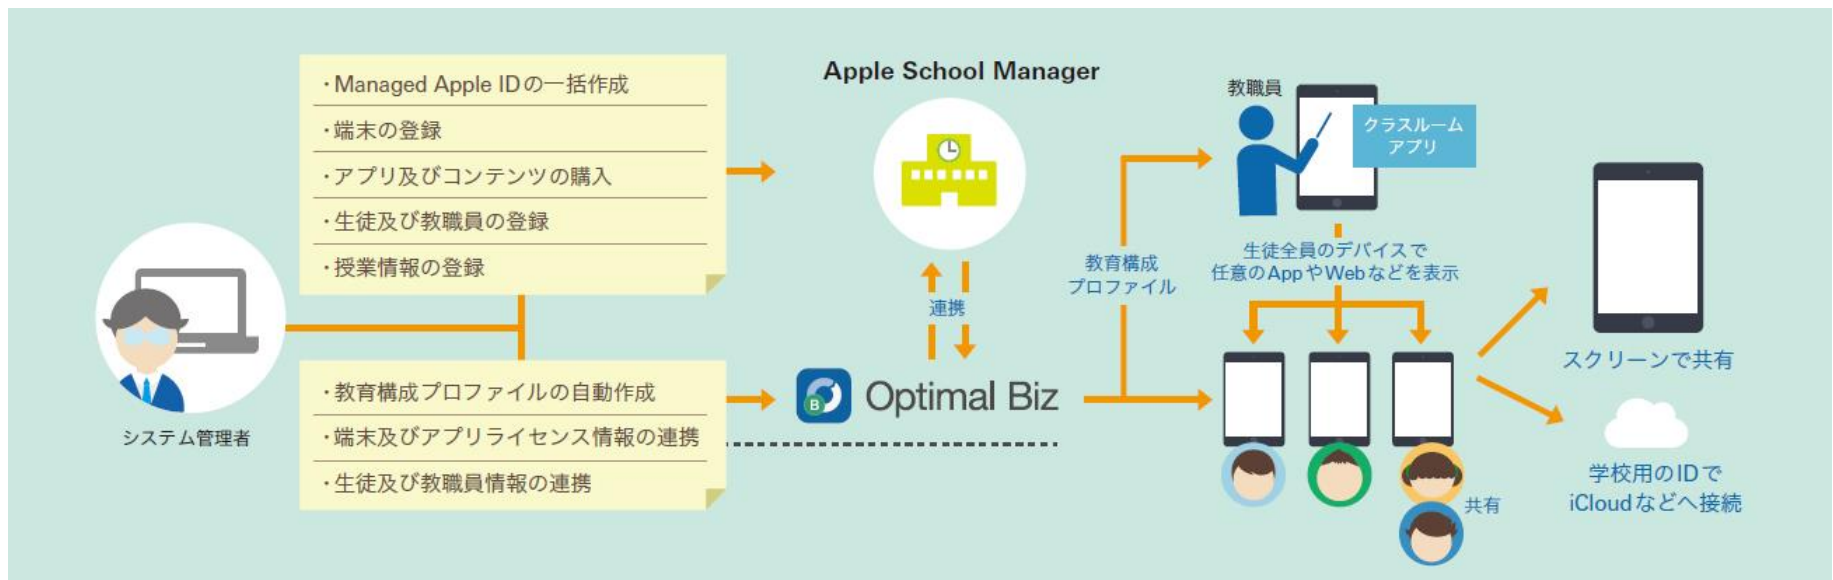 ・Managed Apple IDの一括作成
・端末の登録
・アプリ及びコンテンツの購入
・生徒及び教職員の登録
・授業情報の登録
システム管理者
・教育構成プロファイルの自動作成
・端末及びアプリライセンス情報の連携
・生徒及び教職員情報の連携
Apple School Manager
連携
B
Optimal Biz
教育構成
プロファイル
教職員
クラスルーム
アプリ
生徒全員のデバイスで
任意のAppやWebなどを表示
共有
スクリーンで共有
学校用のIDで
iCloudなどへ接続